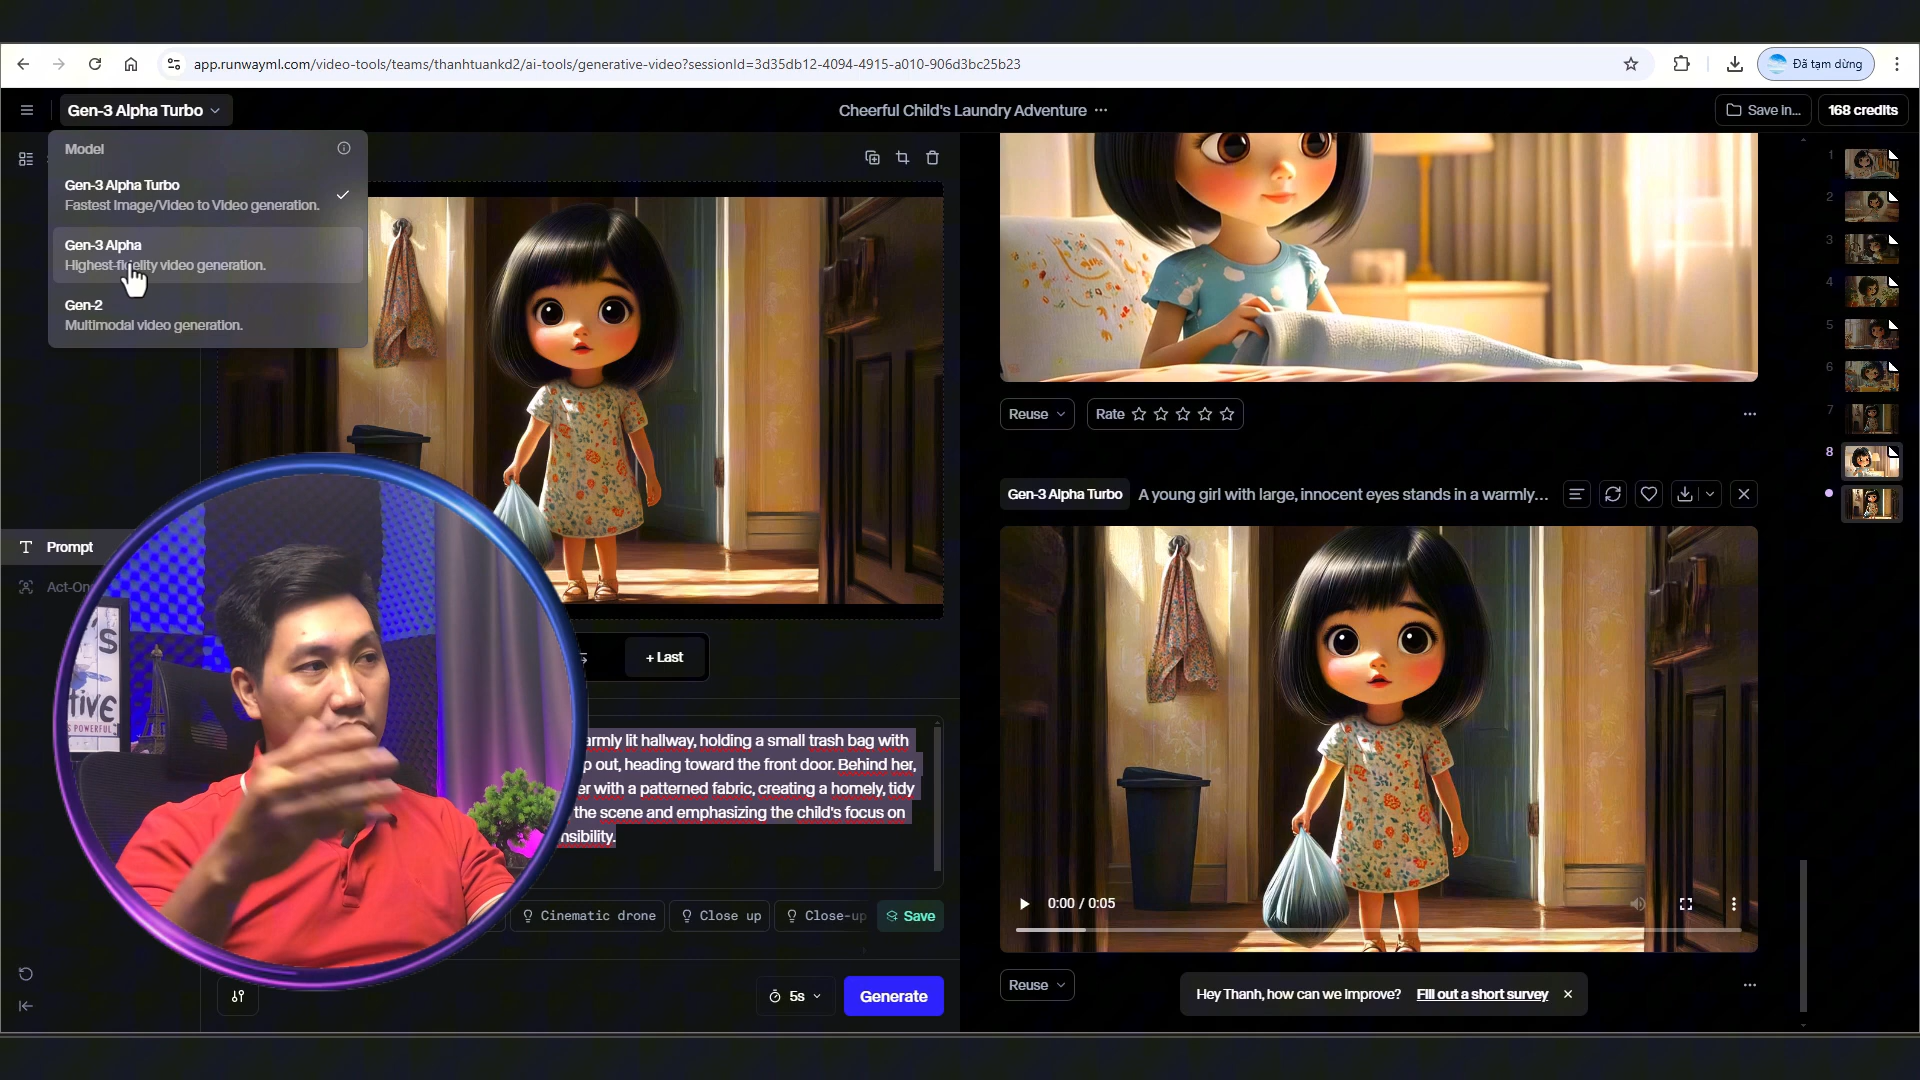 app.runwayml.com/video-tools/teams/thanhtuankd2/ai-tools/generative-video?sessionId=3d35db12-4094-4915-a010-906d3bc25b23
Đã tạm dừng
Gen-3 Alpha Turbo
Cheerful Child's Laundry Adventure
Save in...
168 credits
Model
Gen-3 Alpha Turbo
Fastest Image/Video to Video generation.
Gen-3 Alpha
Highest-fidelity video generation.
Gen-2
Multimodal video generation.
Prompt
Act-On
'S
tive
S POWERFUL
+ Last
lit hallway, holding a small trash bag with
out, heading toward the front door. Behind her,
with a patterned fabric, creating a homely, tidy
the scene and emphasizing the child's focus on
Cinematic drone
Close up
Close-up
Save
5s
Generate
Reuse
Rate
Gen-3 Alpha Turbo
A young girl with large, innocent eyes stands in a warmly...
0:00 / 0:05
Reuse
Hey Thanh, how can we improve?
Fill out a short survey
1
2
3
4
5
6
7
8